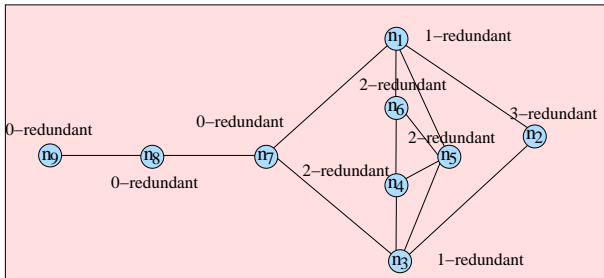 n1 1-redundant
2-redundant
n6
3-redundant
n2
0-redundant
0-redundant
2-redundant
n9
n8
n7
n5
0-redundant
2-redundant
n4
n3 1-redundant